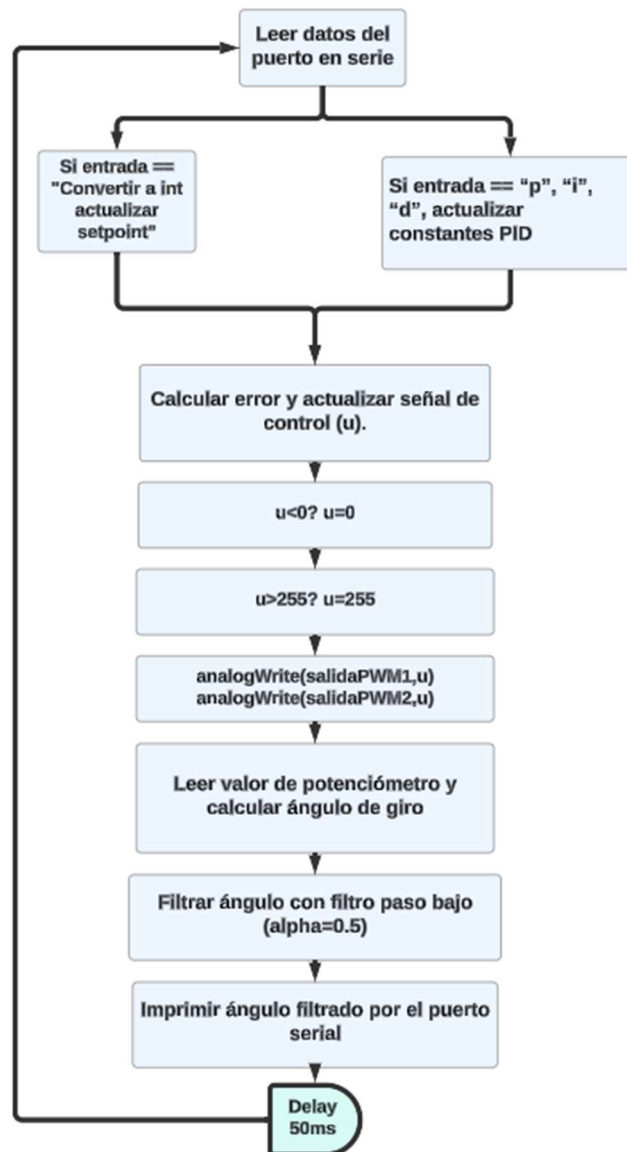 Leer datos del
puerto en serie
Si entrada ==
"Convertir a int
actualizar
setpoint"
Si entrada == “p”, “i”,
“d”, actualizar
constantes PID
Calcular error y actualizar señal de
control (u).
u<0? u=0
u>255? u=255
analogWrite(salidaPWM1,u)
analogWrite(salidaPWM2,u)
Leer valor de potenciómetro y
calcular ángulo de giro
Filtrar ángulo con filtro paso bajo
(alpha=0.5)
Imprimir ángulo filtrado por el puerto
serial
Delay
50ms